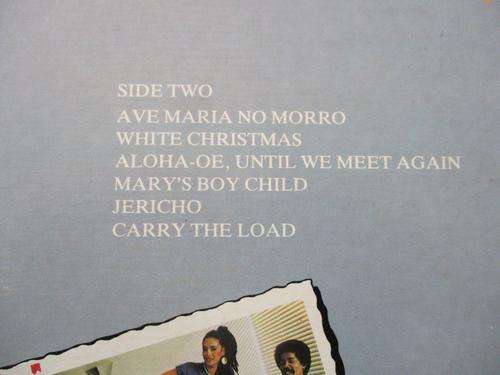 SIDE TWO
AVE MARIA NO MORRO
WHITE CHRISTMAS
ALOHA-OE, UNTIL WE MEET AGAIN
MARY'S BOY CHILD
JERICHO
CARRY THE LOAD